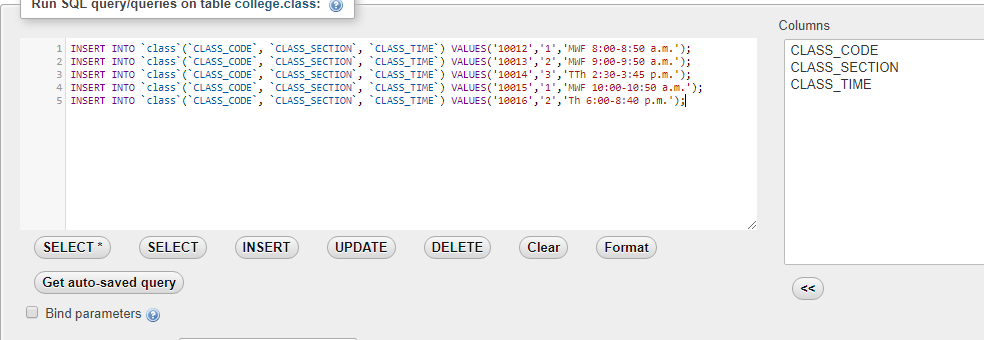 Run SQL query/queries on table college.class:
Columns
1 INSERT INTO `class`(`CLASS_CODE`, `CLASS_SECTION`, `CLASS_TIME`) VALUES('10012','1','MWF 8:00-8:50 a.m.');
2 INSERT INTO `class`(`CLASS_CODE`, `CLASS_SECTION`, `CLASS_TIME`) VALUES('10013','2','MWF 9:00-9:50 a.m.');
3 INSERT INTO `class`(`CLASS_CODE`, `CLASS_SECTION`, `CLASS_TIME`) VALUES('10014','3','TTh 2:30-3:45 p.m.');
4 INSERT INTO `class`(`CLASS_CODE`, `CLASS_SECTION`, `CLASS_TIME`) VALUES('10015','1','MWF 10:00-10:50 a.m.');
5 INSERT INTO `class`(`CLASS_CODE`, `CLASS_SECTION`, `CLASS_TIME`) VALUES('10016','2','Th 6:00-8:40 p.m.');
CLASS_CODE
CLASS_SECTION
CLASS_TIME
SELECT * SELECT INSERT UPDATE DELETE Clear Format
Get auto-saved query
<<
Bind parameters